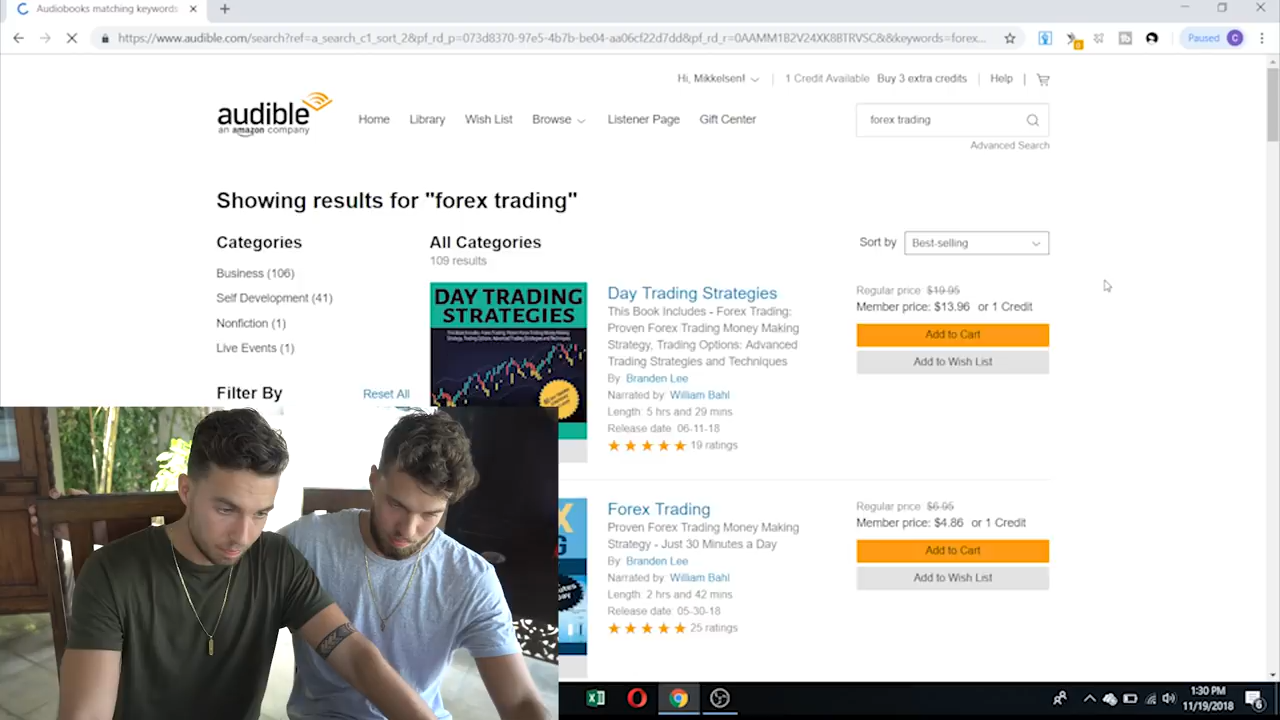 Audiobooks matching keywords
https://www.audible.com/search?ref=a_search_c1_sort_2&pf_rd_p=073d8370-97e5-4b7b-be04-aa06cf22d7dd&pf_rd_r=0AAMM1B2V24XK8BTRVSC&&keywords=forex...
Paused C
Hi, Mikkelsen! 1 Credit Available Buy 3 extra credits Help
audible
an amazon company
Home Library Wish List Browse Listener Page Gift Center
forex trading
Advanced Search
Showing results for "forex trading"
Categories
Business (106)
Self Development (41)
Nonfiction (1)
Live Events (1)
Filter By Reset All
All Categories
109 results
Sort by Best-selling
DAY TRADING
STRATEGIES
Day Trading Strategies
This Book Includes - Forex Trading:
Proven Forex Trading Money Making
Strategy, Trading Options: Advanced
Trading Strategies and Techniques
By Branden Lee
Narrated by William Bahl
Length: 5 hrs and 29 mins
Release date: 06-11-18
19 ratings
Regular price $19.95
Member price: $13.96 or 1 Credit
Add to Cart
Add to Wish List
Forex Trading
Proven Forex Trading Money Making
Strategy - Just 30 Minutes a Day
By Branden Lee
Narrated by William Bahl
Length: 2 hrs and 42 mins
Release date: 05-30-18
25 ratings
Regular price $6.95
Member price: $4.86 or 1 Credit
Add to Cart
Add to Wish List
1:30 PM
11/19/2018
6